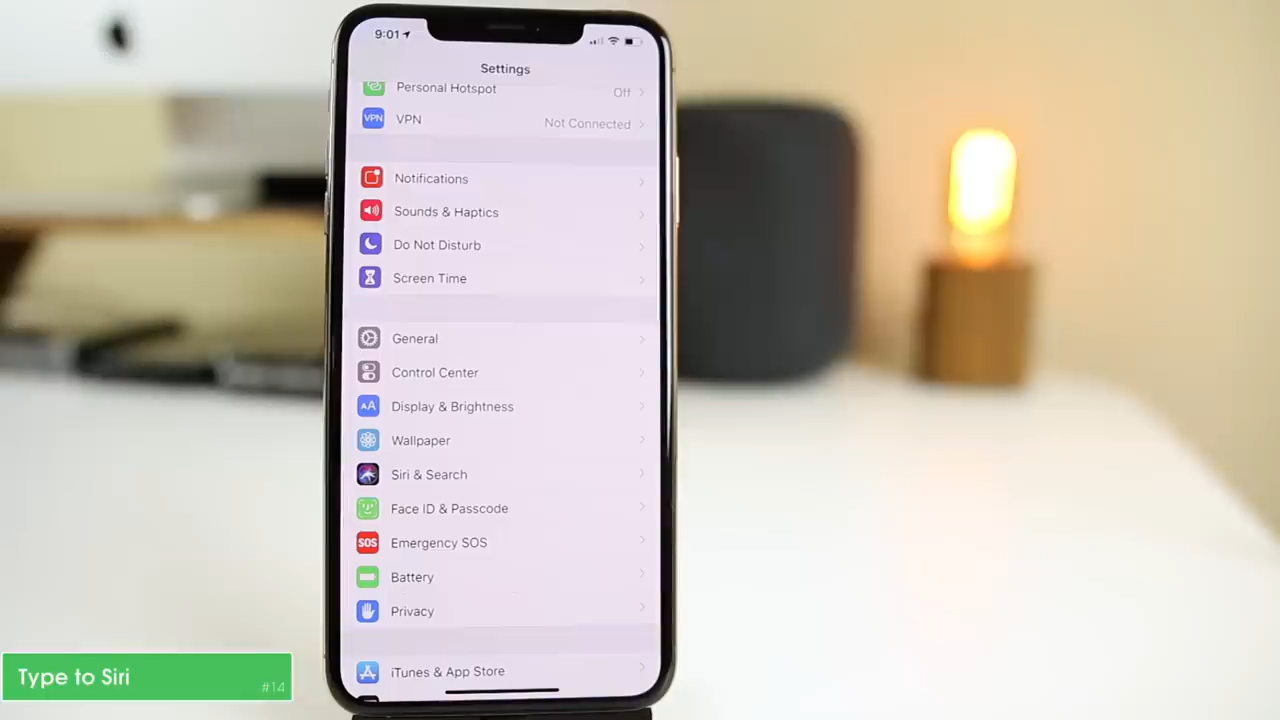 9:01
Settings
Personal Hotspot Off
VPN VPN Not Connected
Notifications
Sounds & Haptics
Do Not Disturb
Screen Time
General
Control Center
AA Display & Brightness
Wallpaper
Siri & Search
Face ID & Passcode
SOS Emergency SOS
Battery
Privacy
iTunes & App Store
Type to Siri
#14